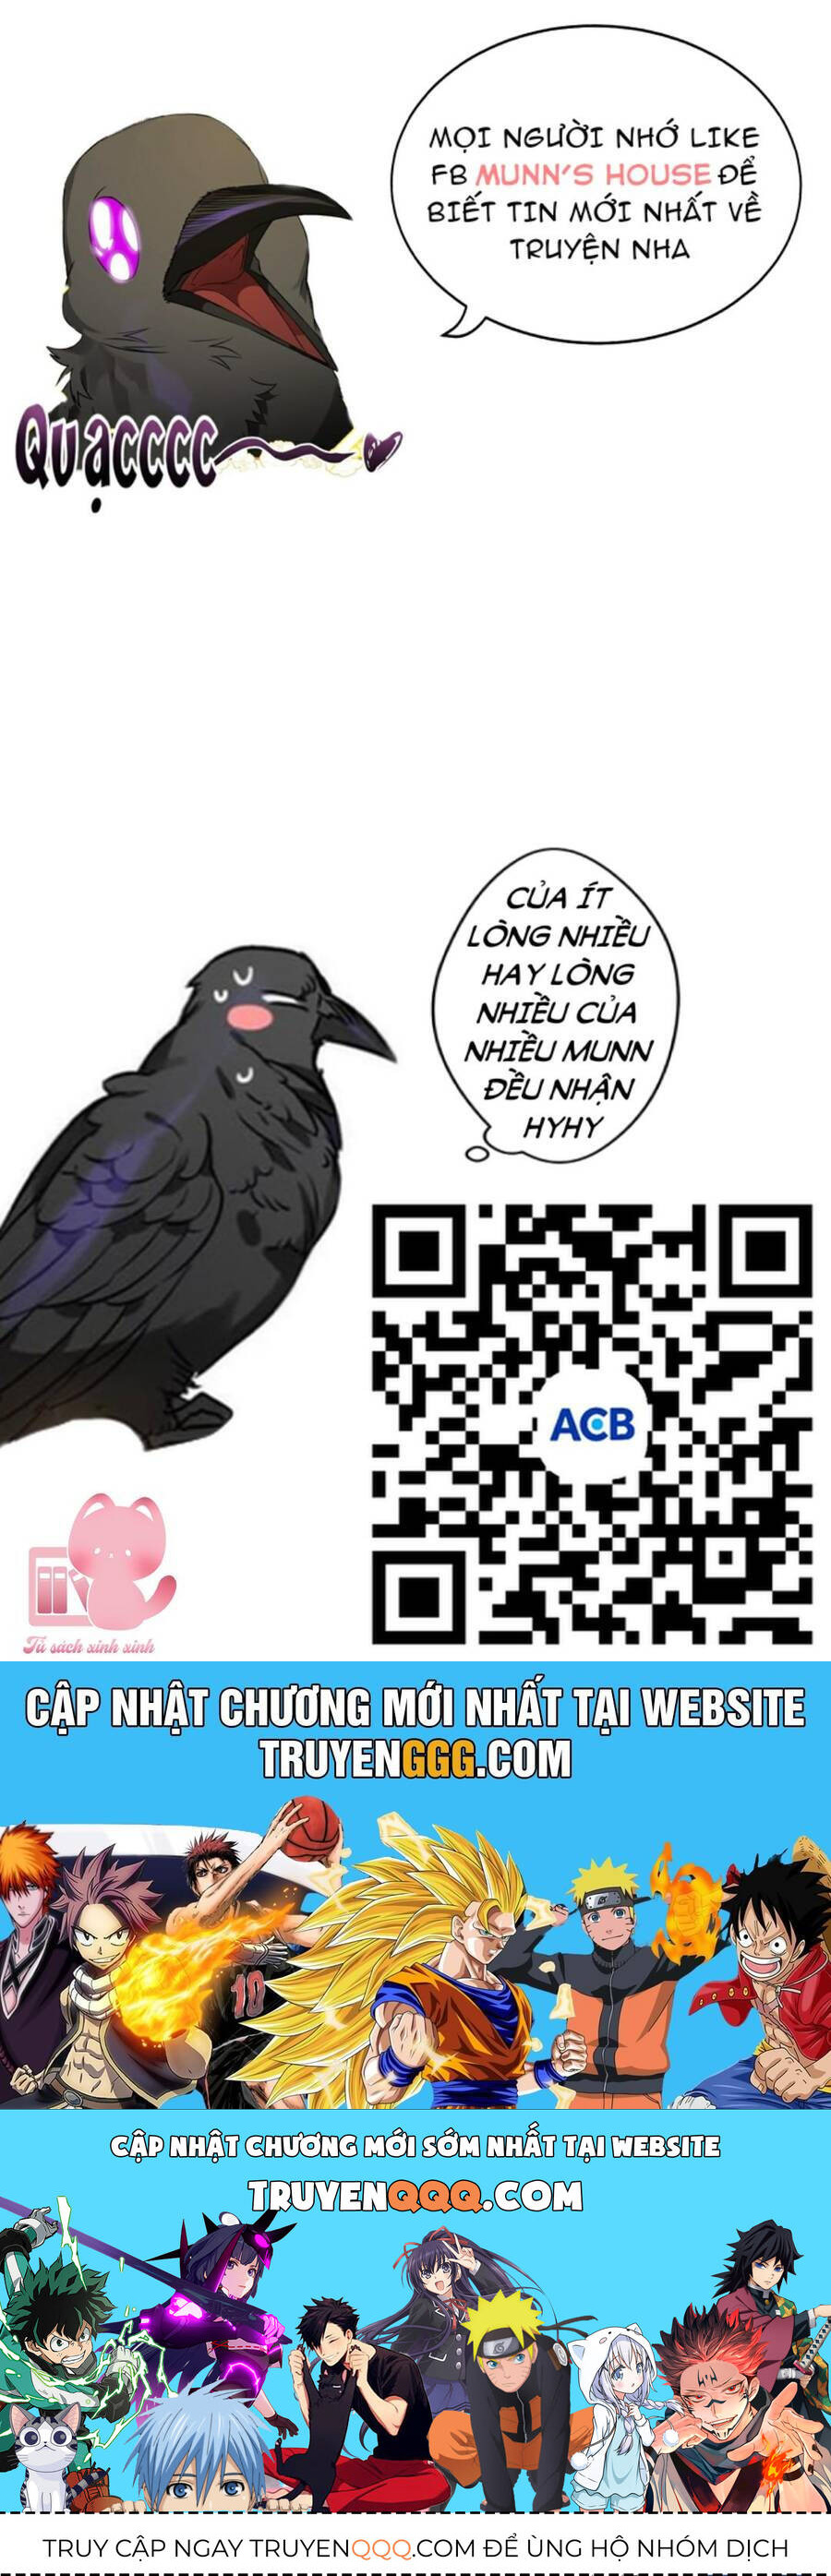 MỌI NGƯỜI NHỚ LIKE
FB MUNN'S HOUSE ĐỂ
BIẾT TIN MỚI NHẤT VỀ
TRUYỆN NHA
QUẠCCCC
CỦA ÍT
LÒNG NHIỀU
HAY LÒNG
NHIỀU CỦA
NHIỀU MUNN
ĐỀU NHẬN
HYHY
ACB
Tủ sách xinh xinh
CẬP NHẬT CHƯƠNG MỚI NHẤT TẠI WEBSITE
TRUYENGGG.COM
10
CẬP NHẬT CHƯƠNG MỚI SỚM NHẤT TẠI WEBSITE
TRUYENQQQ.COM
TRUY CẬP NGAY TRUYENQQQ.COM ĐỂ ỦNG HỘ NHÓM DỊCH